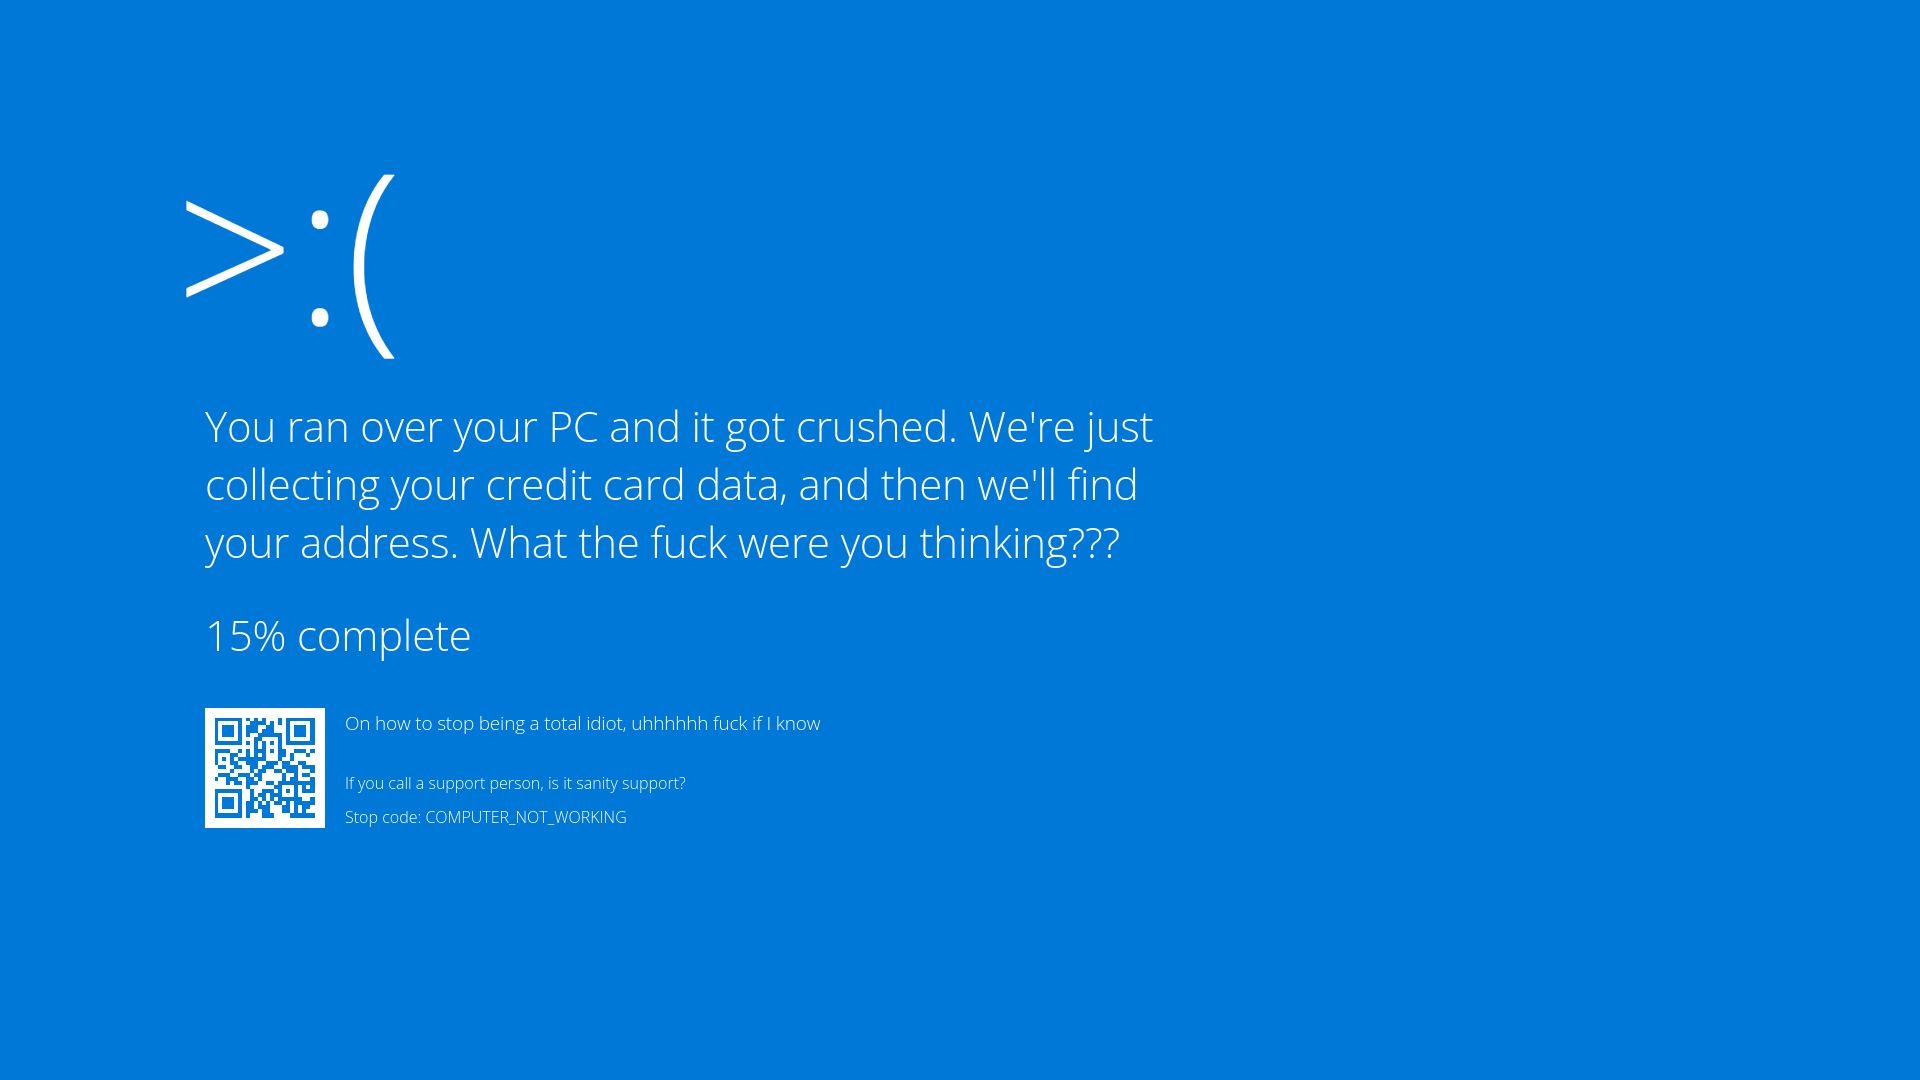 >:(
You ran over your PC and it got crushed. We're just
collecting your credit card data, and then we'll find
your address. What the fuck were you thinking???
15% complete
On how to stop being a total idiot, uhhhhhh fuck if I know
If you call a support person, is it sanity support?
Stop code: COMPUTER_NOT_WORKING